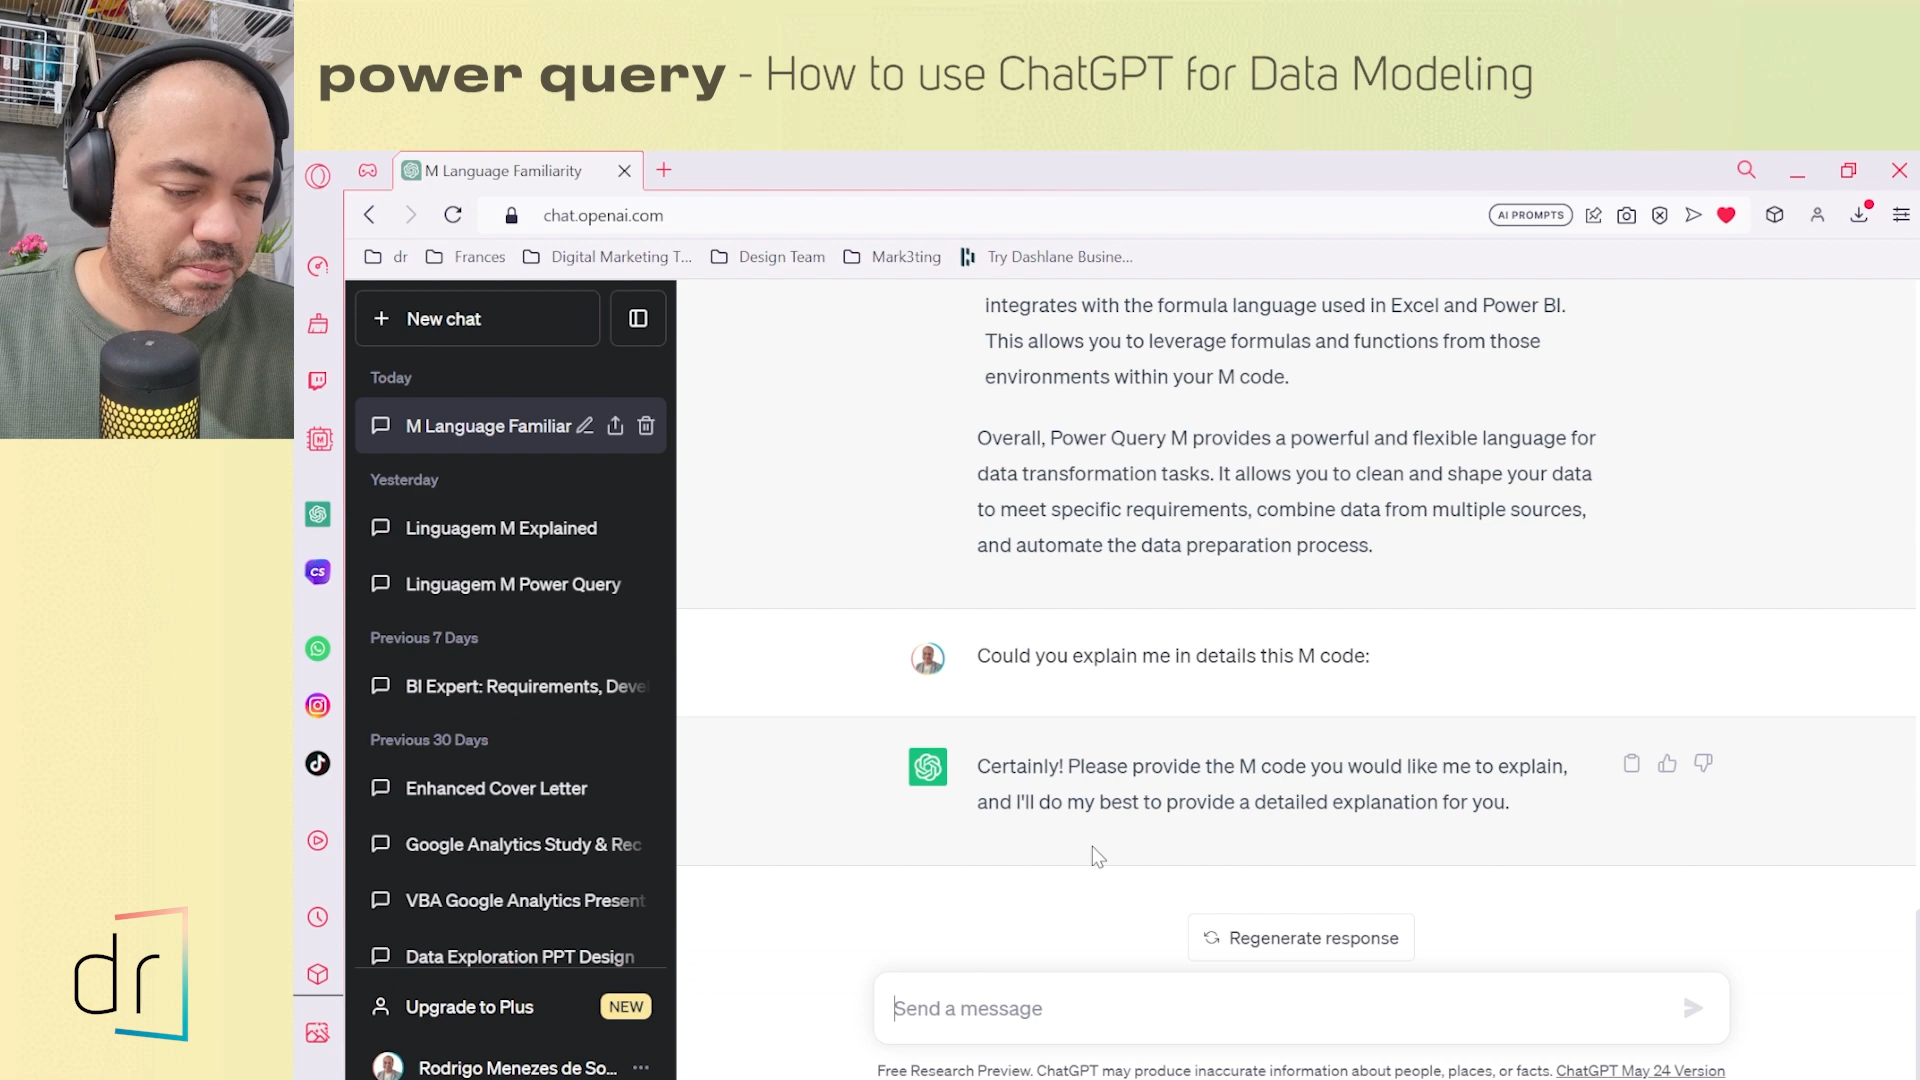 power query - How to use ChatGPT for Data Modeling
M Language Familiarity
chat.openai.com
AI PROMPTS
dr
Frances
Digital Marketing T...
Design Team
Mark3ting
Try Dashlane Busine...
New chat
Today
M Language Familiar
Yesterday
Linguagem M Explained
Linguagem M Power Query
Previous 7 Days
BI Expert: Requirements, Deve
Previous 30 Days
Enhanced Cover Letter
Google Analytics Study & Rec
VBA Google Analytics Present
Data Exploration PPT Design
Upgrade to Plus
NEW
Rodrigo Menezes de So...
integrates with the formula language used in Excel and Power BI.
This allows you to leverage formulas and functions from those
environments within your M code.
Overall, Power Query M provides a powerful and flexible language for
data transformation tasks. It allows you to clean and shape your data
to meet specific requirements, combine data from multiple sources,
and automate the data preparation process.
Could you explain me in details this M code:
Certainly! Please provide the M code you would like me to explain,
and I'll do my best to provide a detailed explanation for you.
Regenerate response
Send a message
Free Research Preview. ChatGPT may produce inaccurate information about people, places, or facts. ChatGPT May 24 Version
CS
M
dr